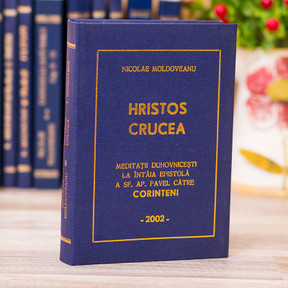 NICOLAE MOLDOVEANU
HRISTOS
CRUCEA
MEDITAȚII DUHOVNICEȘTI
LA ÎNTÂIA EPISTOLĂ
A SF. AP. PAVEL CĂTRE
CORINTENI
- 2002 -